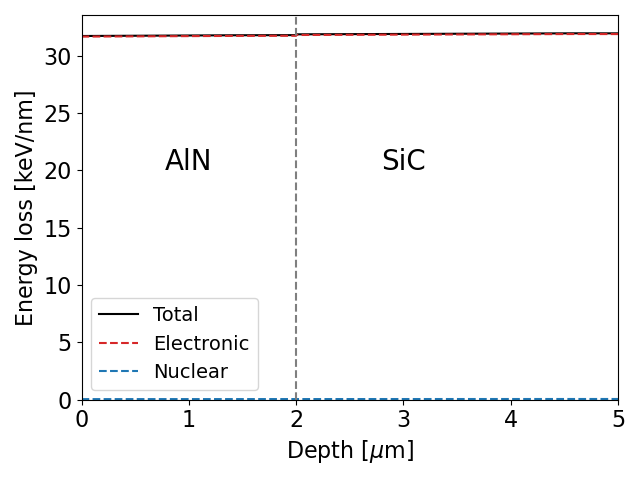 Energy loss [keV/nm]
30
25
20
15
10
5
0
AlN
SiC
Total
Electronic
Nuclear
0 1 2 3 4 5
Depth [μm]